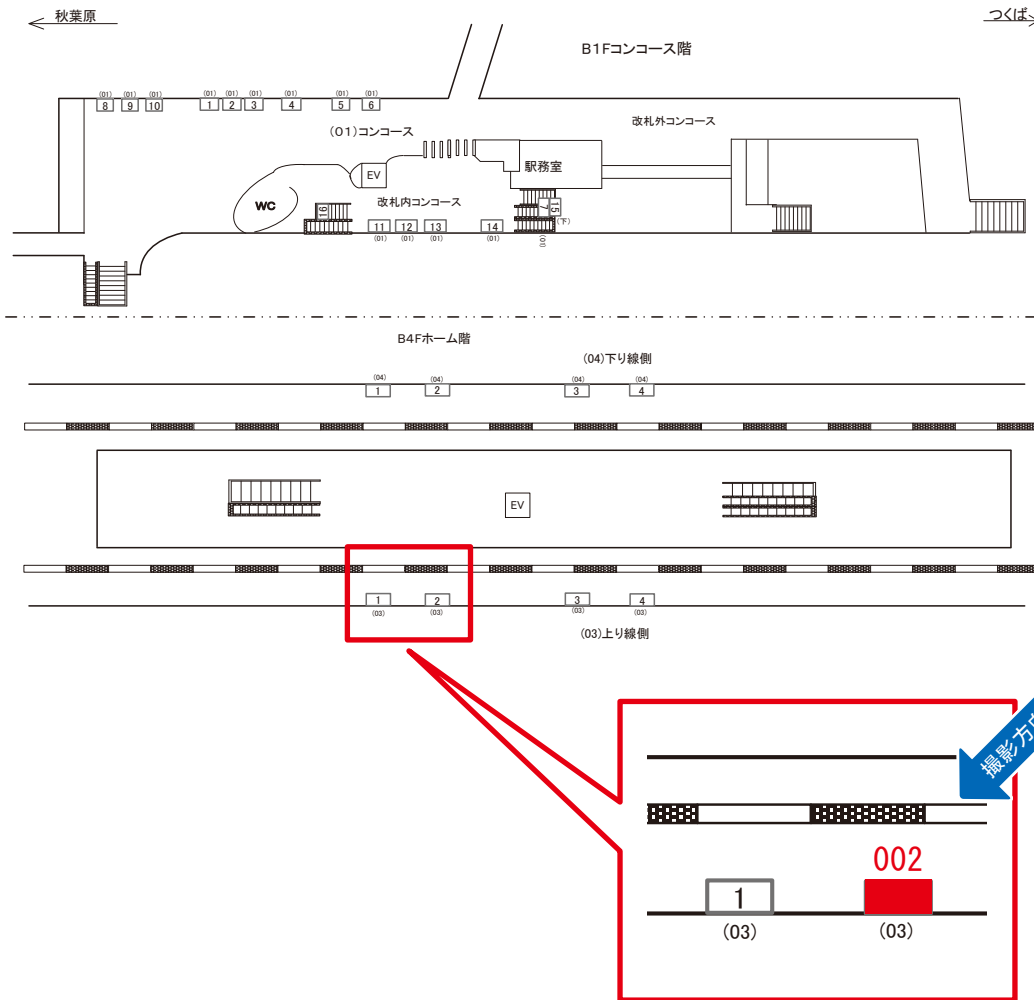 秋葉原
つくば
B1Fコンコース階
(01) (01) (01) (01) (01) (01) (01) (01) (01)
8 9 10 1 2 3 4 5 6
改札外コンコース
(01)コンコース
駅務室
EV
WC
改札内コンコース
16
7 15
(下)
11 12 13 14
(01) (01) (01) (01) (01)
B4Fホーム階
(04)下り線側
(04) (04) (04) (04)
1 2 3 4
EV
1 2 3 4
(03) (03) (03) (03)
(03)上り線側
撮影方向
002
1
(03) (03)